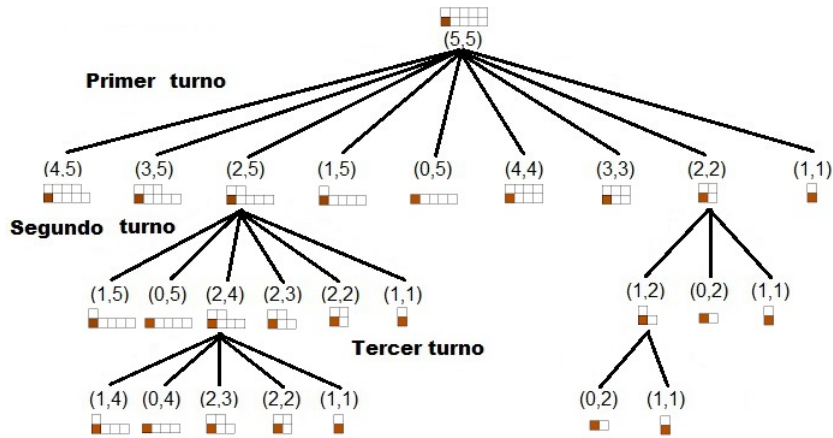 (5,5)
Primer turno
(4,5) (3,5) (2,5) (1,5) (0,5) (4,4) (3,3) (2,2) (1,1)
Segundo turno
(1,5) (0,5) (2,4) (2,3) (2,2) (1,1) (1,2) (0,2) (1,1)
Tercer turno
(1,4) (0,4) (2,3) (2,2) (1,1) (0,2) (1,1)